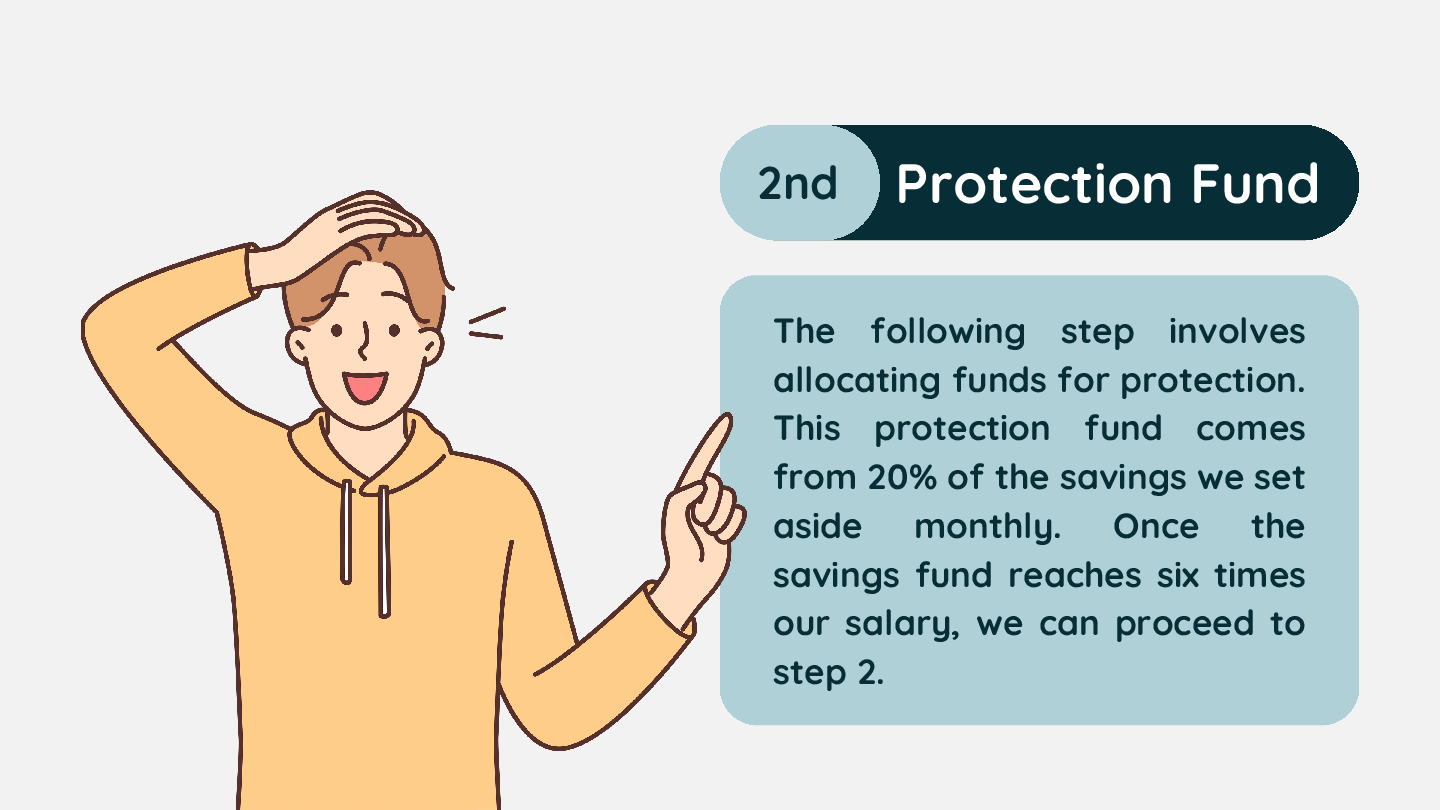 2nd Protection Fund
The following step involves
allocating funds for protection.
This protection fund comes
from 20% of the savings we set
aside monthly. Once the
savings fund reaches six times
our salary, we can proceed to
step 2.